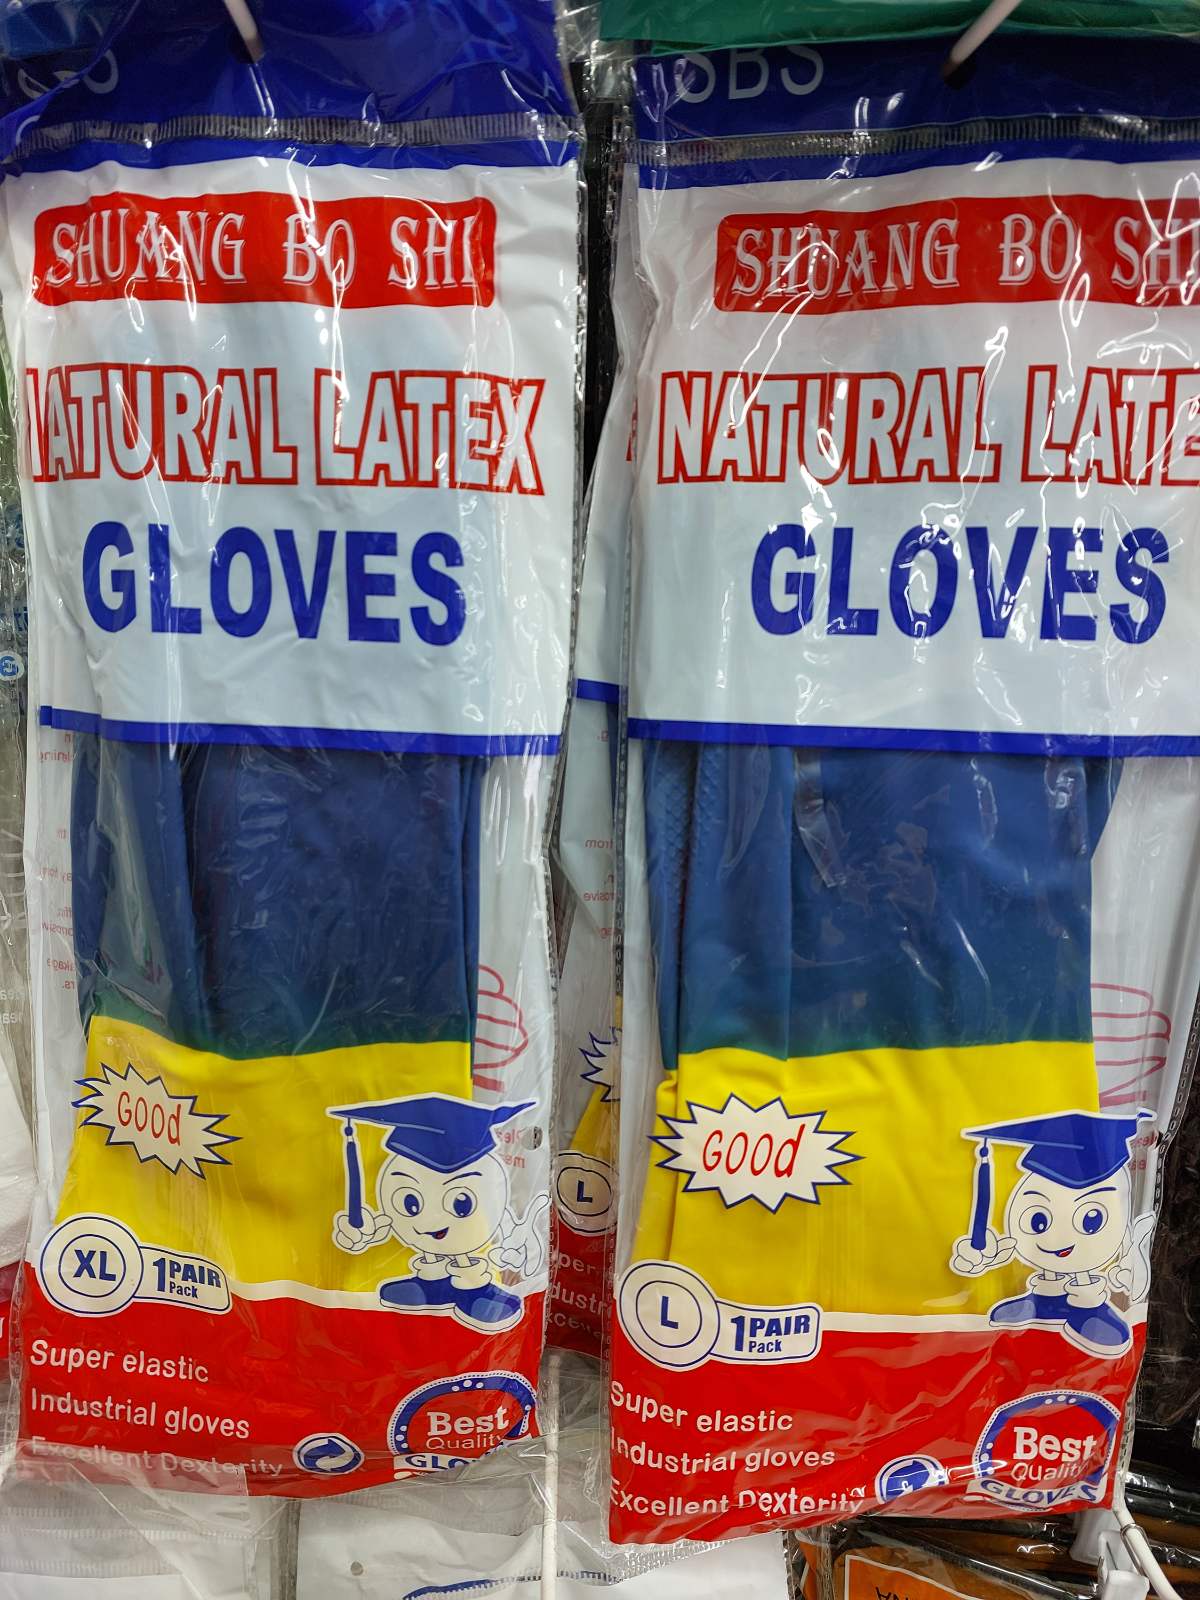 SHUANG BO SHI
NATURAL LATEX
GLOVES
GOOd
XL
1 PAIR
Pack
Super elastic
Industrial gloves
Excellent Dexterity
Best
Quality
SBS
SHUANG BO SHI
NATURAL LATE
GLOVES
GOOd
L
L
1 PAIR
Pack
Super elastic
Industrial gloves
Excellent Dexterity
Best
Quality
GLOVES